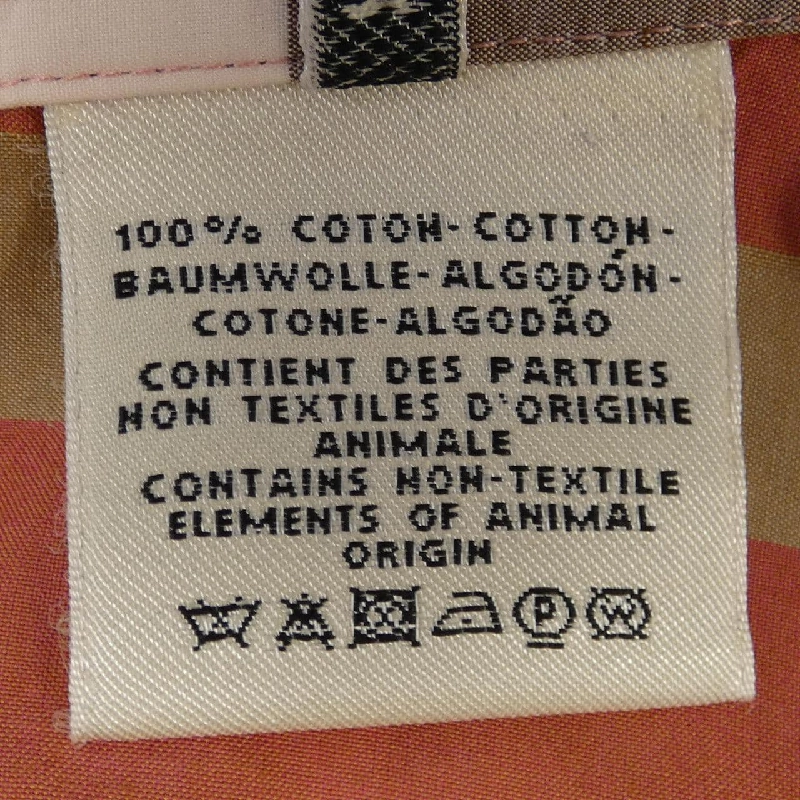 100% COTON-COTTON-
BAUMWOLLE-ALGODÓN-
COTONE-ALGODÃO
CONTIENT DES PARTIES
NON TEXTILES D'ORIGINE
ANIMALE
CONTAINS NON-TEXTILE
ELEMENTS OF ANIMAL
ORIGIN
P W